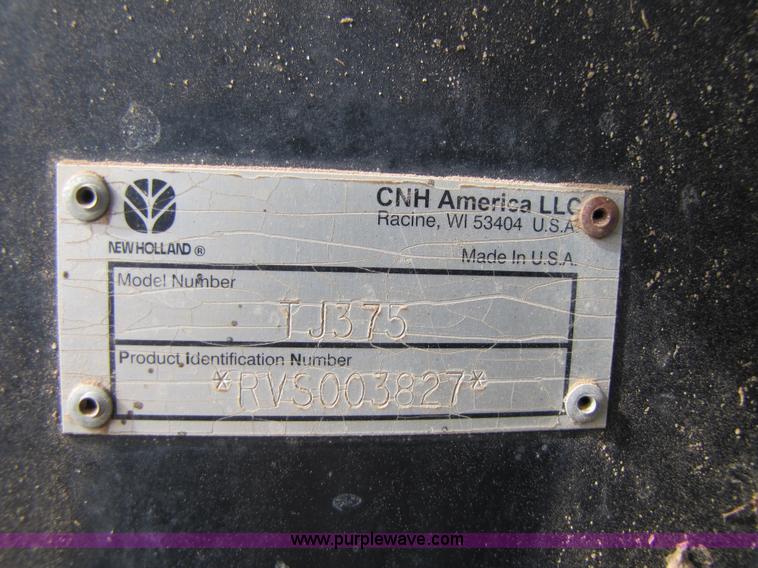 CNH America LLC
Racine, WI 53404 U.S.A.
NEW HOLLAND ®
Made In U.S.A.
Model Number
TJ375
Product Identification Number
*RVS003827*
www.purplewave.com